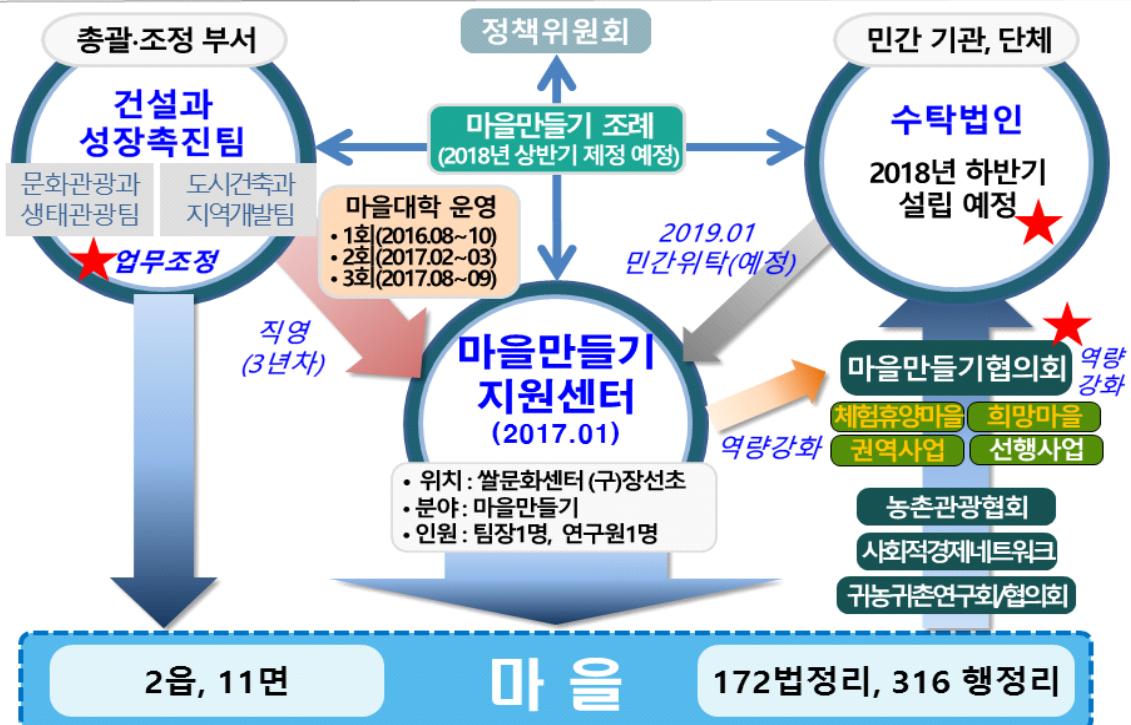 총괄·조정 부서
건설과
성장촉진팀
문화관광과
생태관광팀
도시건축과
지역개발팀
업무조정
정책위원회
마을만들기 조례
(2018년 상반기 제정 예정)
민간 기관, 단체
수탁법인
2018년 하반기
설립 예정
마을대학 운영
• 1회(2016.08~10)
• 2회(2017.02~03)
• 3회(2017.08~09)
2019.01
민간위탁(예정)
직영
(3년차)
마을만들기
지원센터
(2017.01)
• 위치 : 쌀문화센터 (구)장선초
• 분야 : 마을만들기
• 인원 : 팀장1명, 연구원1명
역량강화
마을만들기협의회
역량
강화
체험휴양마을
희망마을
권역사업
선행사업
농촌관광협회
사회적경제네트워크
귀농귀촌연구회/협의회
2읍, 11면
마 을
172법정리, 316 행정리